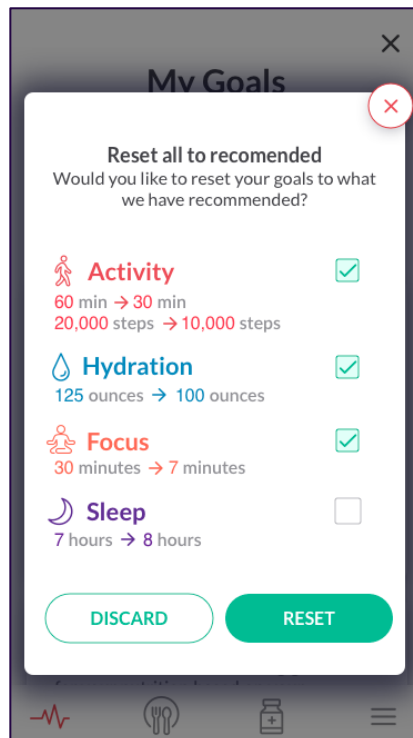 My Goals
Reset all to recomended
Would you like to reset your goals to what
we have recommended?
Activity
60 min → 30 min
20,000 steps → 10,000 steps
Hydration
125 ounces → 100 ounces
Focus
30 minutes → 7 minutes
Sleep
7 hours → 8 hours
DISCARD
RESET